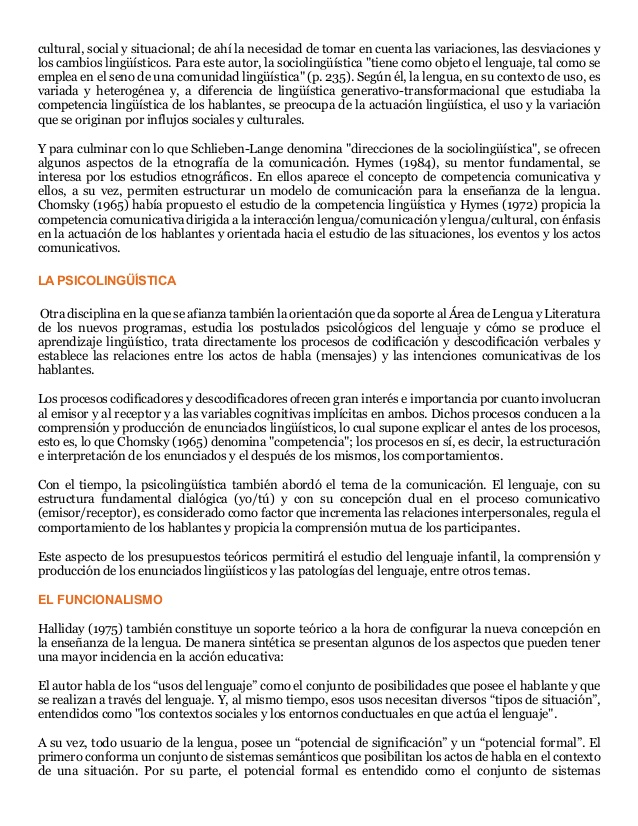 cultural, social y situacional; de ahí la necesidad de tomar en cuenta las variaciones, las desviaciones y
los cambios lingüísticos. Para este autor, la sociolingüística "tiene como objeto el lenguaje, tal como se
emplea en el seno de una comunidad lingüística" (p. 235). Según él, la lengua, en su contexto de uso, es
variada y heterogénea y, a diferencia de lingüística generativo-transformacional que estudiaba la
competencia lingüística de los hablantes, se preocupa de la actuación lingüística, el uso y la variación
que se originan por influjos sociales y culturales.
Y para culminar con lo que Schlieben-Lange denomina "direcciones de la sociolingüística", se ofrecen
algunos aspectos de la etnografía de la comunicación. Hymes (1984), su mentor fundamental, se
interesa por los estudios etnográficos. En ellos aparece el concepto de competencia comunicativa y
ellos, a su vez, permiten estructurar un modelo de comunicación para la enseñanza de la lengua.
Chomsky (1965) había propuesto el estudio de la competencia lingüística y Hymes (1972) propicia la
competencia comunicativa dirigida a la interacción lengua/comunicación y lengua/cultural, con énfasis
en la actuación de los hablantes y orientada hacia el estudio de las situaciones, los eventos y los actos
comunicativos.
LA PSICOLINGÜÍSTICA
Otra disciplina en la que se afianza también la orientación que da soporte al Área de Lengua y Literatura
de los nuevos programas, estudia los postulados psicológicos del lenguaje y cómo se produce el
aprendizaje lingüístico, trata directamente los procesos de codificación y descodificación verbales y
establece las relaciones entre los actos de habla (mensajes) y las intenciones comunicativas de los
hablantes.
Los procesos codificadores y descodificadores ofrecen gran interés e importancia por cuanto involucran
al emisor y al receptor y a las variables cognitivas implícitas en ambos. Dichos procesos conducen a la
comprensión y producción de enunciados lingüísticos, lo cual supone explicar el antes de los procesos,
esto es, lo que Chomsky (1965) denomina "competencia"; los procesos en sí, es decir, la estructuración
e interpretación de los enunciados y el después de los mismos, los comportamientos.
Con el tiempo, la psicolingüística también abordó el tema de la comunicación. El lenguaje, con su
estructura fundamental dialógica (yo/tú) y con su concepción dual en el proceso comunicativo
(emisor/receptor), es considerado como factor que incrementa las relaciones interpersonales, regula el
comportamiento de los hablantes y propicia la comprensión mutua de los participantes.
Este aspecto de los presupuestos teóricos permitirá el estudio del lenguaje infantil, la comprensión y
producción de los enunciados lingüísticos y las patologías del lenguaje, entre otros temas.
EL FUNCIONALISMO
Halliday (1975) también constituye un soporte teórico a la hora de configurar la nueva concepción en
la enseñanza de la lengua. De manera sintética se presentan algunos de los aspectos que pueden tener
una mayor incidencia en la acción educativa:
El autor habla de los “usos del lenguaje” como el conjunto de posibilidades que posee el hablante y que
se realizan a través del lenguaje. Y, al mismo tiempo, esos usos necesitan diversos “tipos de situación”,
entendidos como "los contextos sociales y los entornos conductuales en que actúa el lenguaje".
A su vez, todo usuario de la lengua, posee un “potencial de significación” y un “potencial formal”. El
primero conforma un conjunto de sistemas semánticos que posibilitan los actos de habla en el contexto
de una situación. Por su parte, el potencial formal es entendido como el conjunto de sistemas